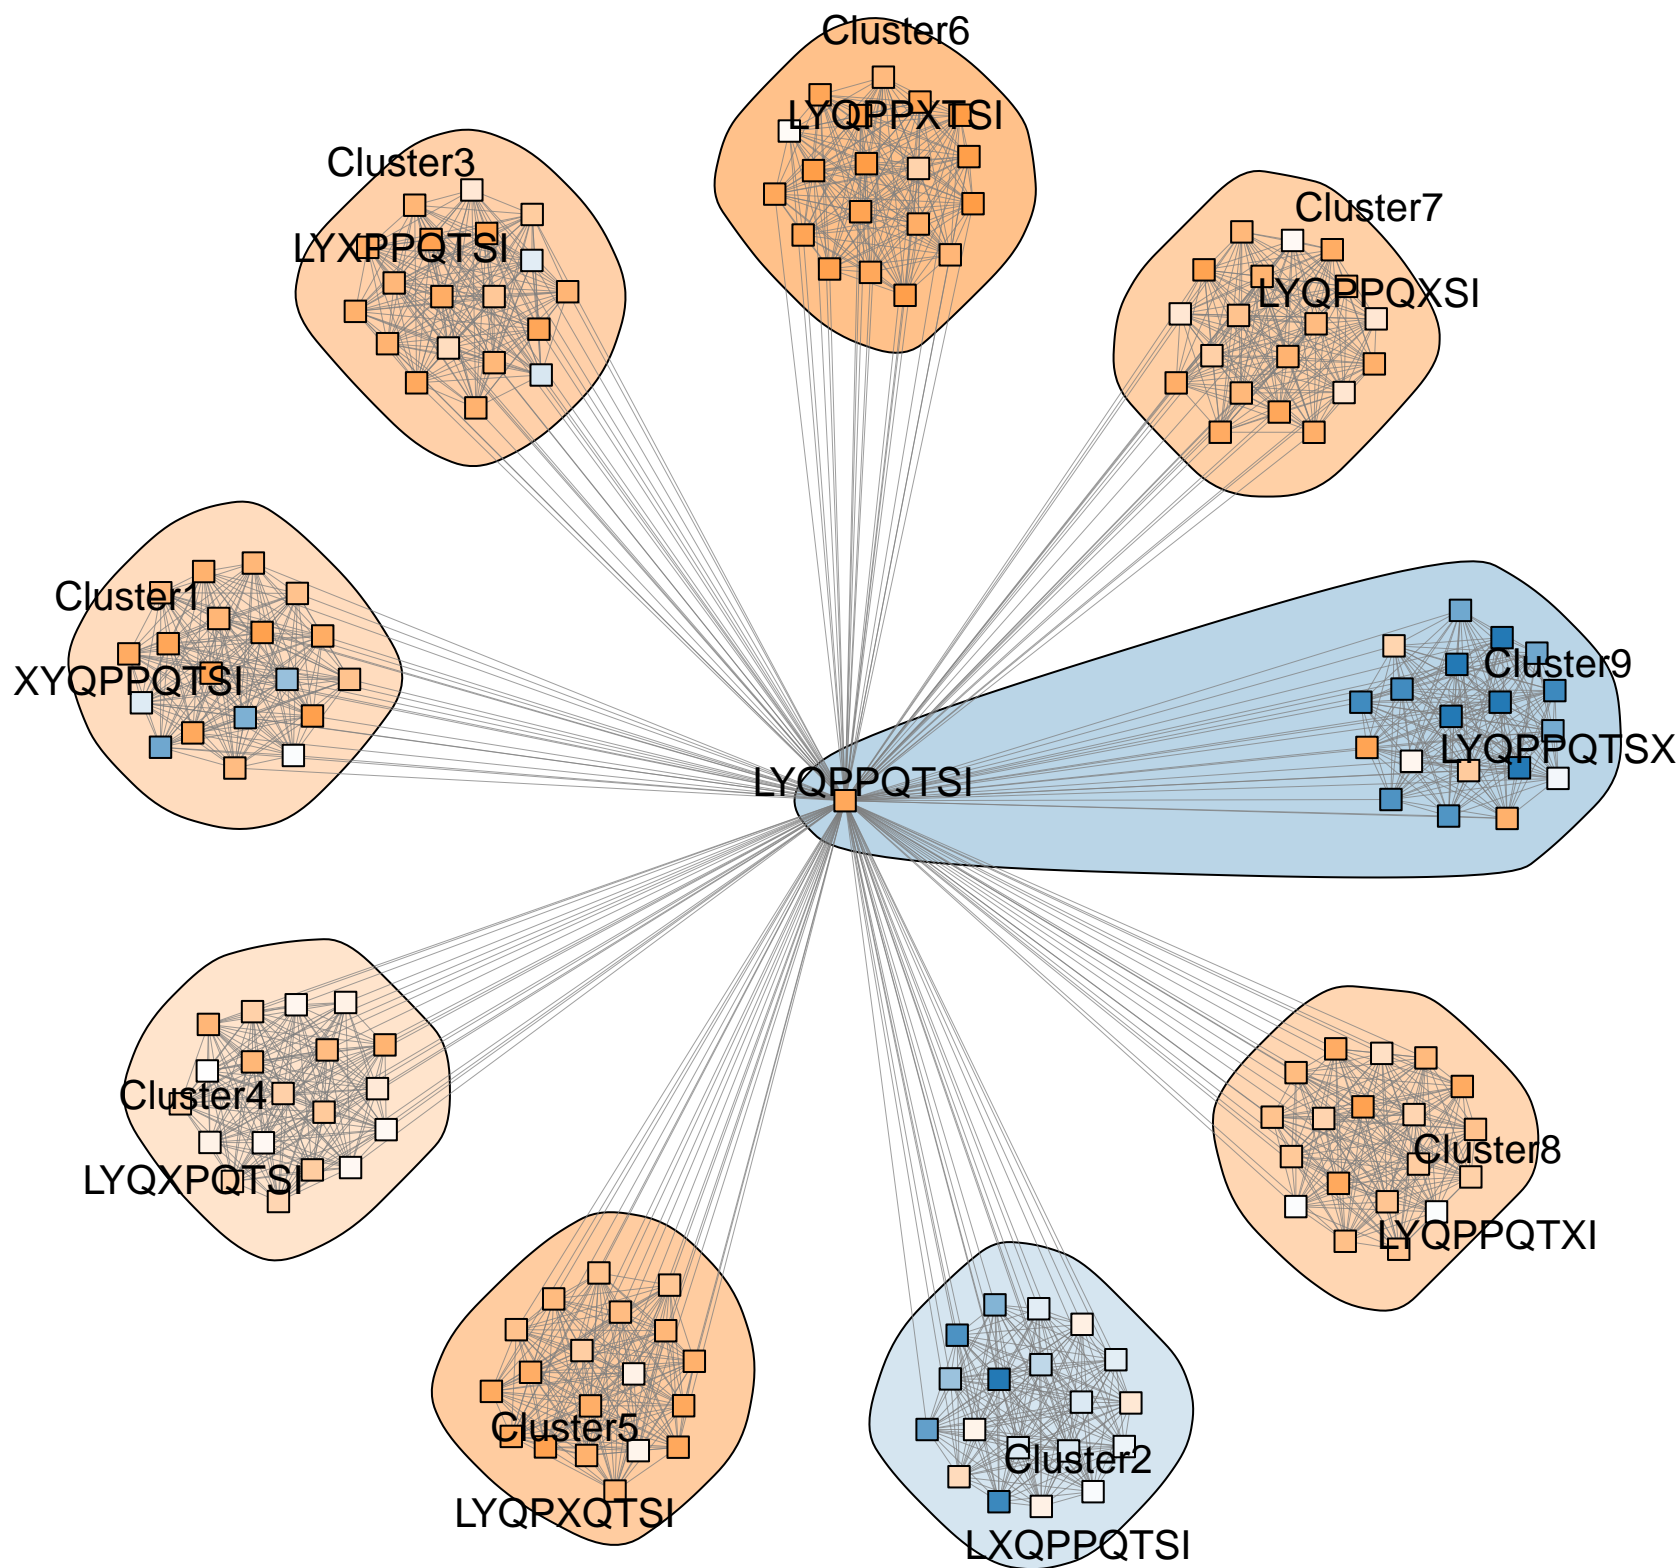 Cluster6
LYQPPXTSI
Cluster3
LYXPPQTSI
Cluster7
LYQPPQXSI
Cluster1
XYQPPQTSI
Cluster9
LYQPPQTSX
LYQPPQTSI
Cluster4
LYQXPQTSI
Cluster8
LYQPPQTXI
Cluster5
LYQPXQTSI
Cluster2
LXQPPQTSI